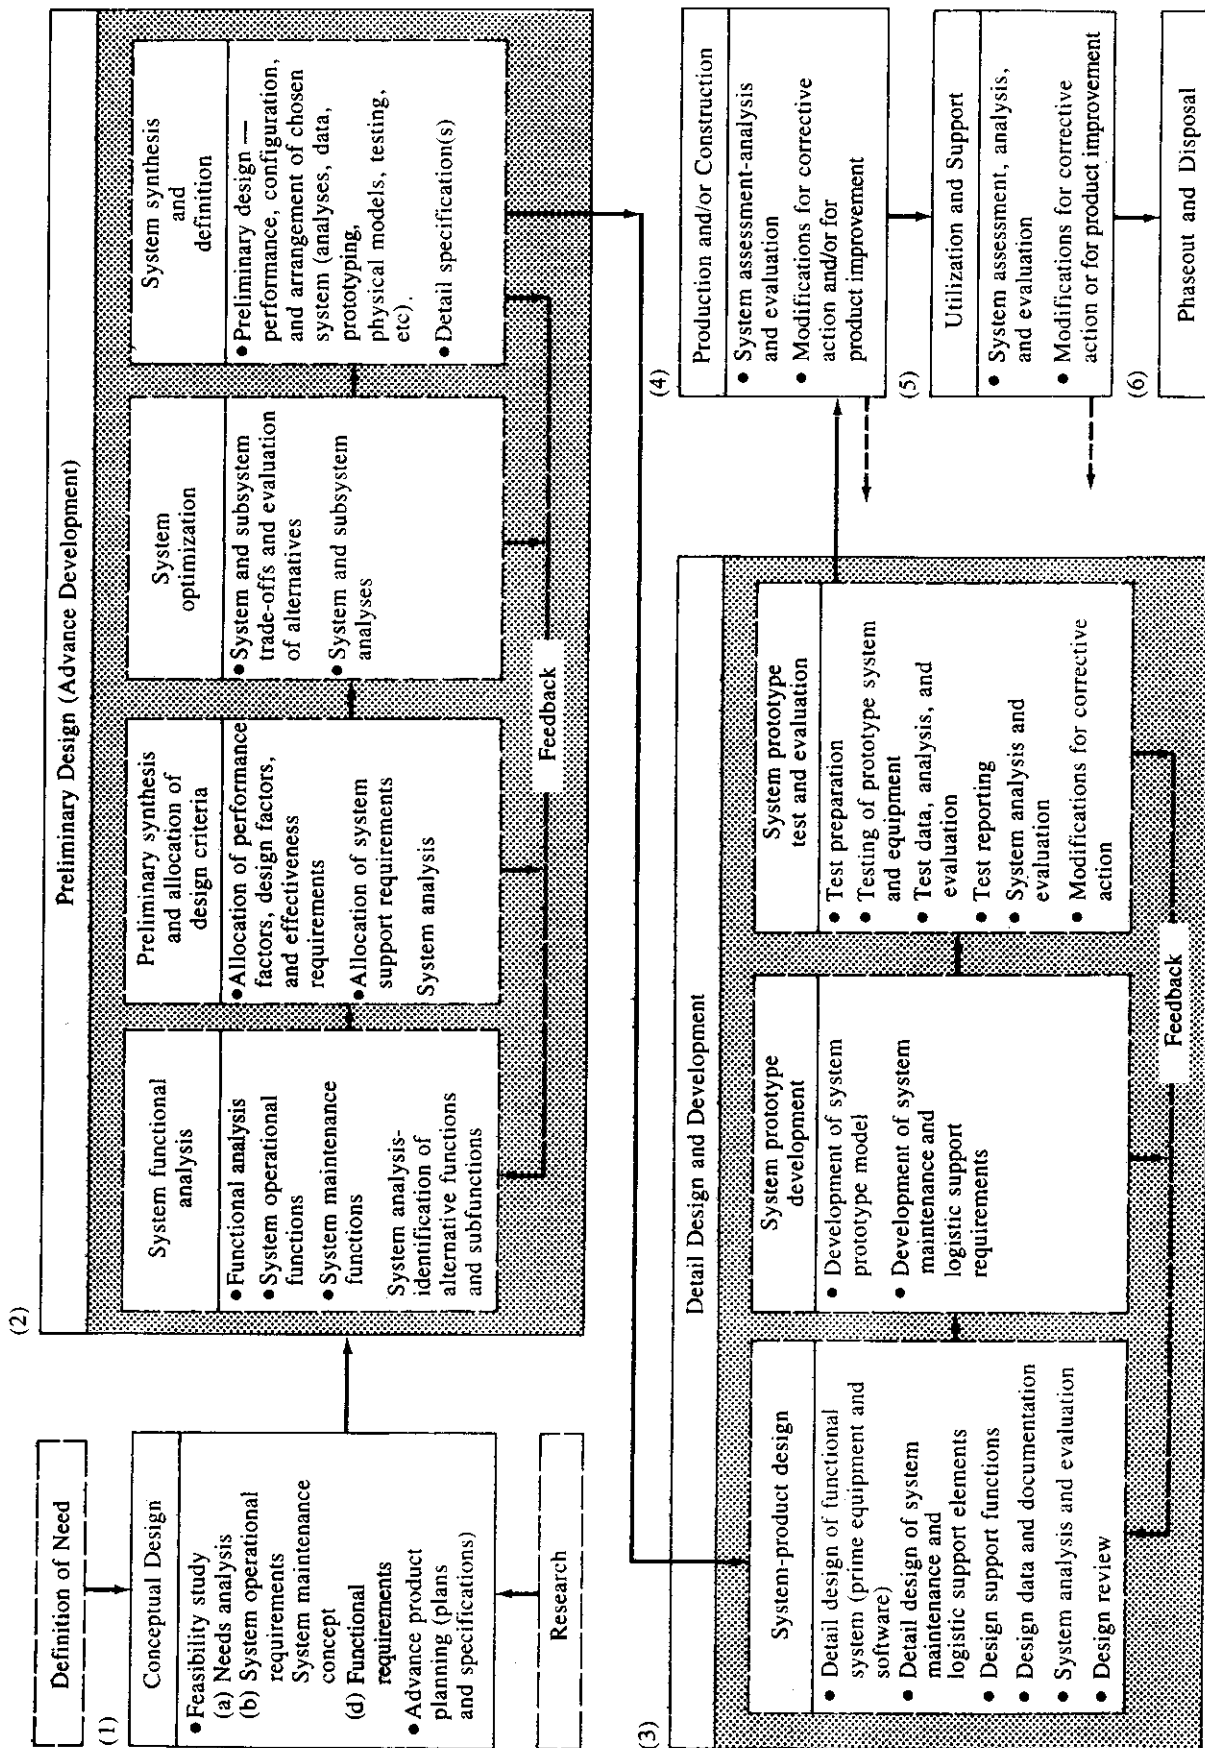 Definition of Need
(1)
Conceptual Design
● Feasibility study
(a) Needs analysis
(b) System operational
requirements
System maintenance
concept
(d) Functional
requirements
● Advance product
planning (plans
and specifications)
Research
(2)
Preliminary Design (Advance Development)
System functional
analysis
● Functional analysis
● System operational
functions
● System maintenance
functions
System analysis-
identification of
alternative functions
and subfunctions
Preliminary synthesis
and allocation of
design criteria
● Allocation of performance
factors, design factors,
and effectiveness
requirements
● Allocation of system
support requirements
System analysis
System
optimization
● System and subsystem
trade-offs and evaluation
of alternatives
● System and subsystem
analyses
System synthesis
and
definition
● Preliminary design —
performance, configuration,
and arrangement of chosen
system (analyses, data,
prototyping,
physical models, testing,
etc).
● Detail specification(s)
Feedback
(3)
Detail Design and Development
System-product design
● Detail design of functional
system (prime equipment and
software)
● Detail design of system
maintenance and
logistic support elements
● Design support functions
● Design data and documentation
● System analysis and evaluation
● Design review
System prototype
development
● Development of system
prototype model
● Development of system
maintenance and
logistic support
requirements
System prototype
test and evaluation
● Test preparation
● Testing of prototype system
and equipment
● Test data, analysis, and
evaluation
● Test reporting
● System analysis and
evaluation
● Modifications for corrective
action
Feedback
(4)
Production and/or Construction
● System assessment-analysis
and evaluation
● Modifications for corrective
action and/or for
product improvement
(5)
Utilization and Support
● System assessment, analysis,
and evaluation
● Modifications for corrective
action or for product improvement
(6)
Phaseout and Disposal